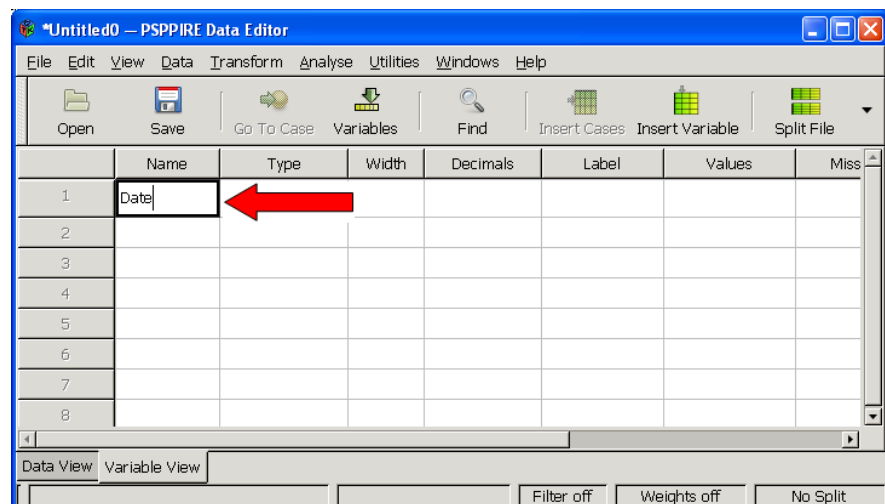 *Untitled0 — PSPPIRE Data Editor
File Edit View Data Transform Analyse Utilities Windows Help
Open Save Go To Case Variables Find Insert Cases Insert Variable Split File
Name Type Width Decimals Label Values Miss
1 Date
2
3
4
5
6
7
8
Data View Variable View
Filter off Weights off No Split